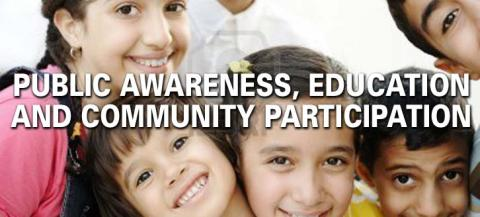 PUBLIC AWARENESS, EDUCATION
AND COMMUNITY PARTICIPATION